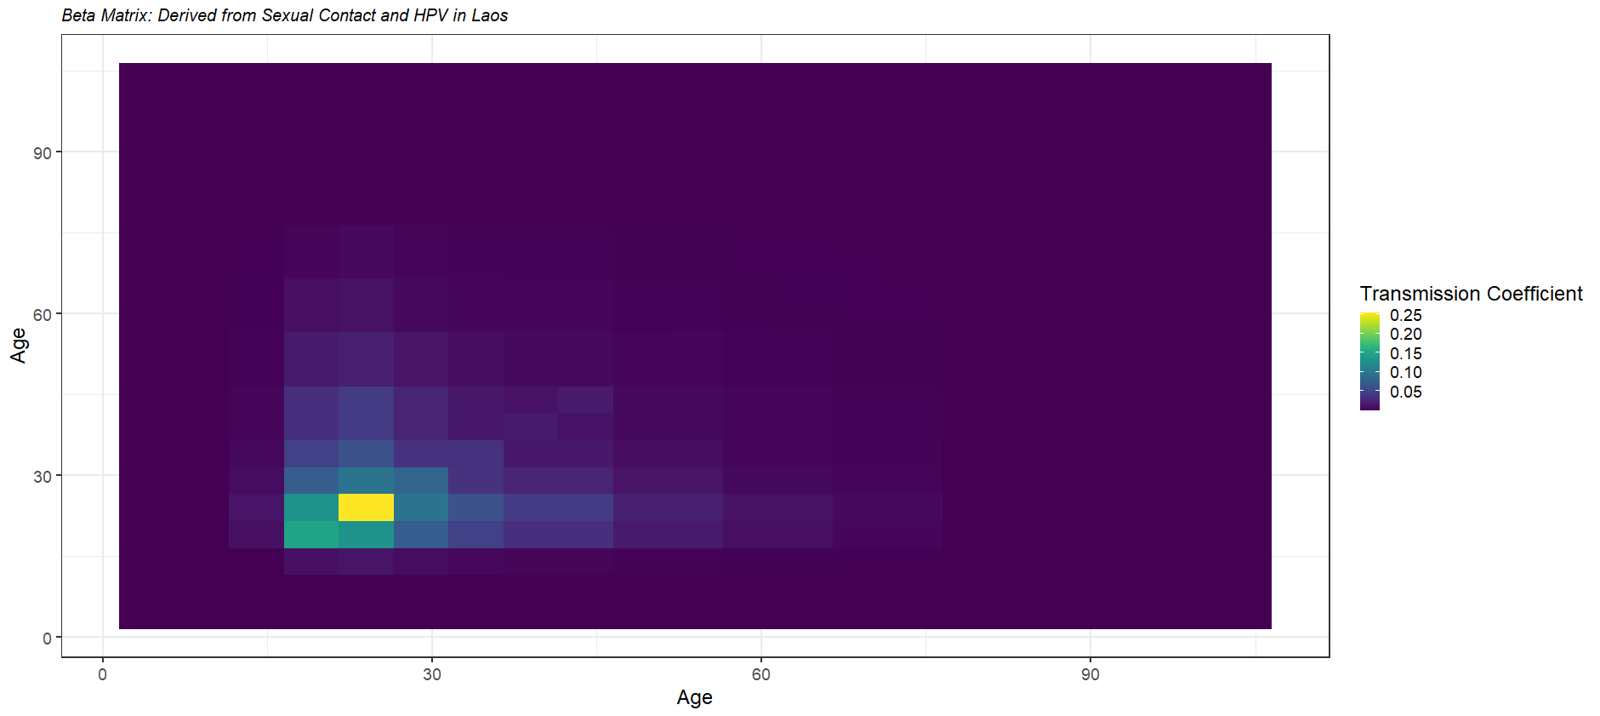 Beta Matrix: Derived from Sexual Contact and HPV in Laos
90
60
30
0
Age
0 30 60 90
Age
Transmission Coefficient
0.25
0.20
0.15
0.10
0.05